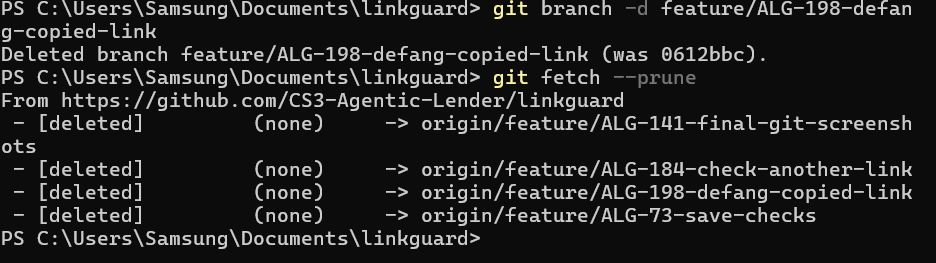 PS C:\Users\Samsung\Documents\linkguard> git branch -d feature/ALG-198-defan
g-copied-link
Deleted branch feature/ALG-198-defang-copied-link (was 0612bbc).
PS C:\Users\Samsung\Documents\linkguard> git fetch --prune
From https://github.com/CS3-Agentic-Lender/linkguard
 - [deleted]         (none)     -> origin/feature/ALG-141-final-git-screensh
ots
 - [deleted]         (none)     -> origin/feature/ALG-184-check-another-link
 - [deleted]         (none)     -> origin/feature/ALG-198-defang-copied-link
 - [deleted]         (none)     -> origin/feature/ALG-73-save-checks
PS C:\Users\Samsung\Documents\linkguard>